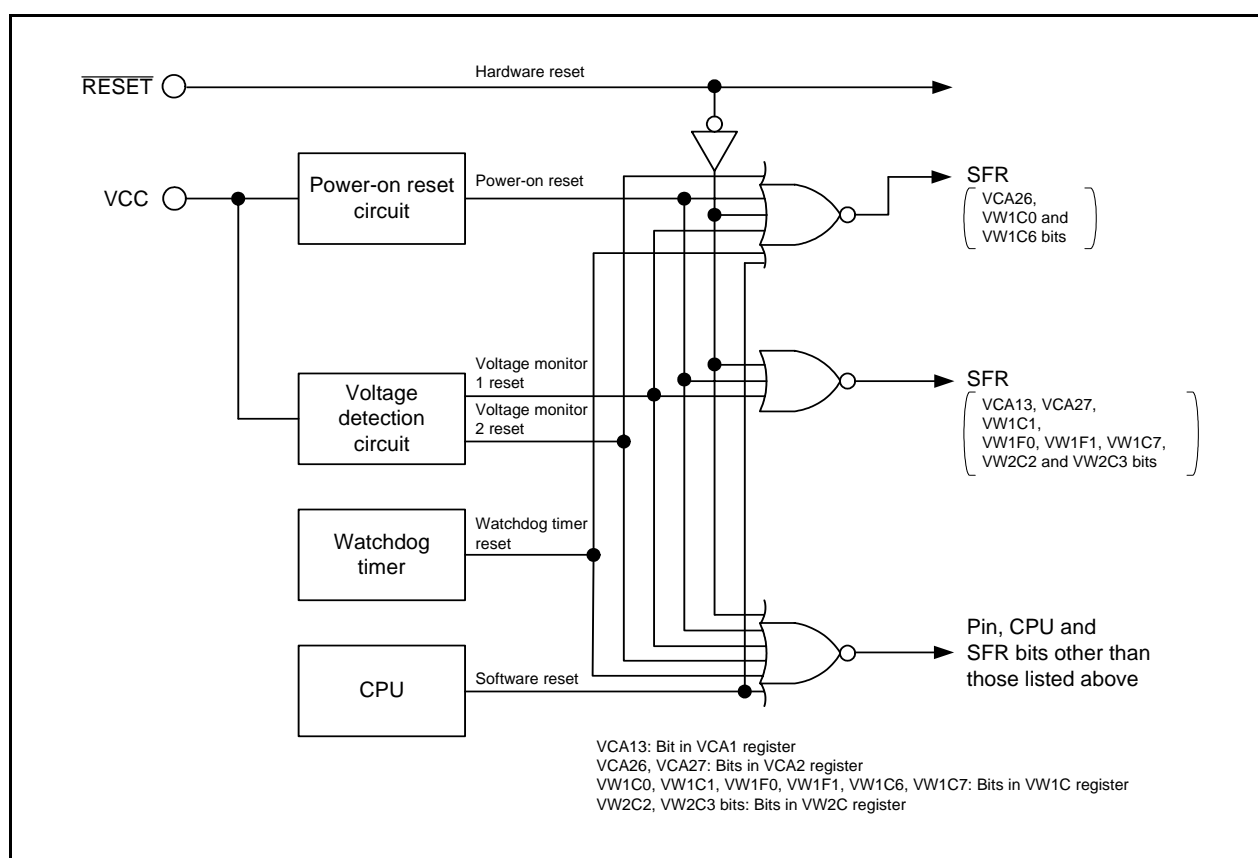 Hardware reset
RESET
VCC
Power-on reset
circuit
Power-on reset
SFR
VCA26,
VW1C0 and
VW1C6 bits
Voltage monitor
1 reset
Voltage
detection
circuit
Voltage monitor
2 reset
SFR
VCA13, VCA27,
VW1C1,
VW1F0, VW1F1, VW1C7,
VW2C2 and VW2C3 bits
Watchdog
timer
Watchdog timer
reset
CPU
Software reset
Pin, CPU and
SFR bits other than
those listed above
VCA13: Bit in VCA1 register
VCA26, VCA27: Bits in VCA2 register
VW1C0, VW1C1, VW1F0, VW1F1, VW1C6, VW1C7: Bits in VW1C register
VW2C2, VW2C3 bits: Bits in VW2C register